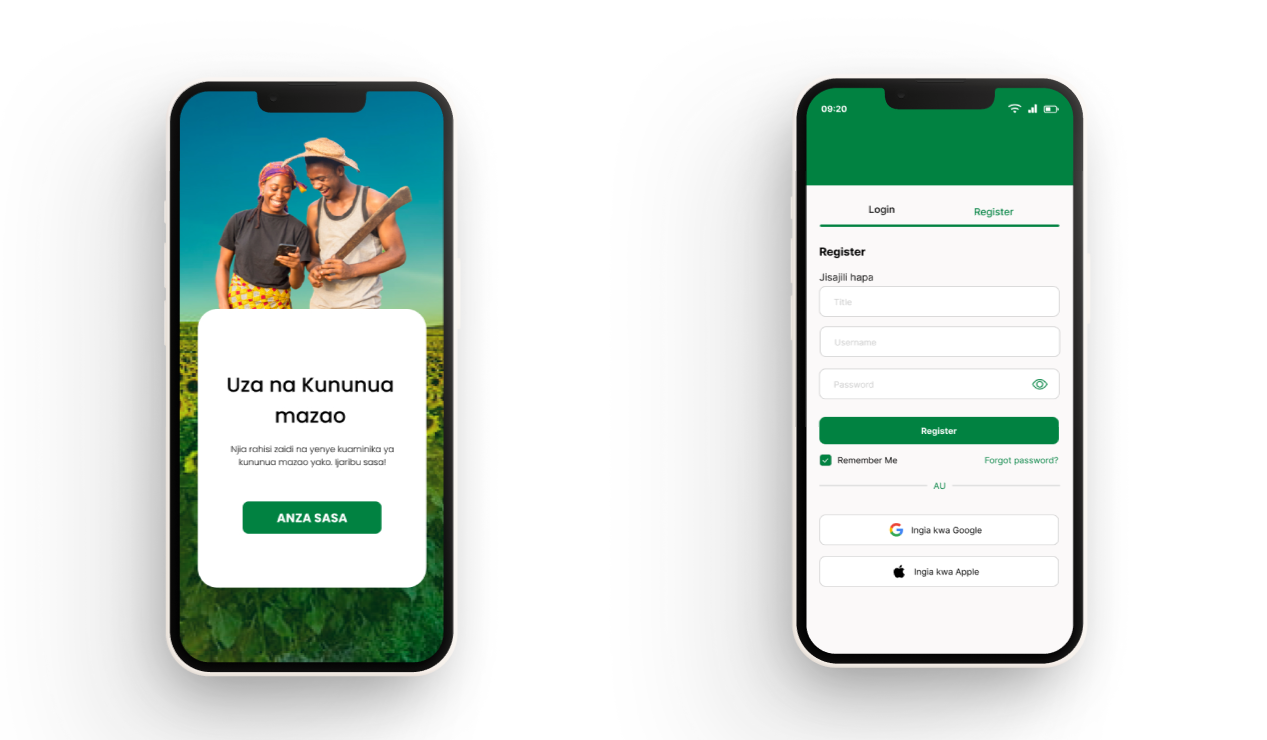 Uza na Kununua
mazao
Njia rahisi zaidi na yenye kuaminika ya
kununua mazao yako. Ijaribu sasa!
ANZA SASA
09:20
Login
Register
Register
Jisajili hapa
Title
Username
Password
Register
Remember Me
Forgot password?
AU
Ingia kwa Google
Ingia kwa Apple